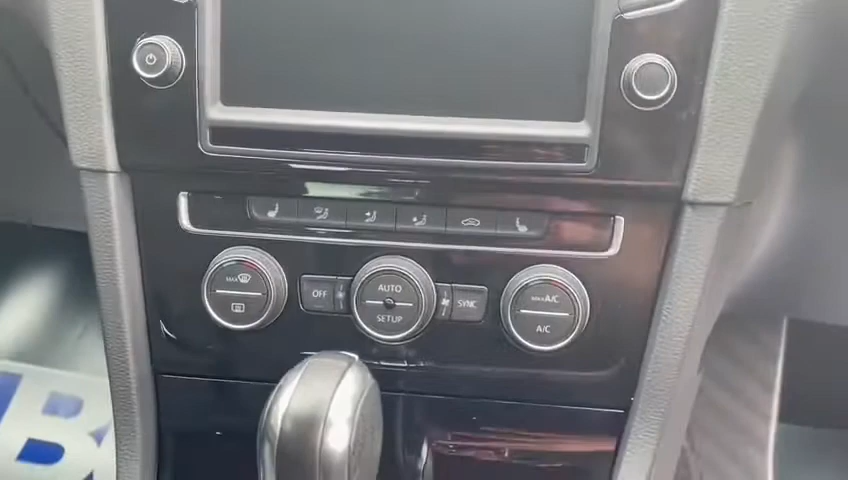 MAX
OFF
AUTO
SETUP
SYNC
MAX A/C
A/C